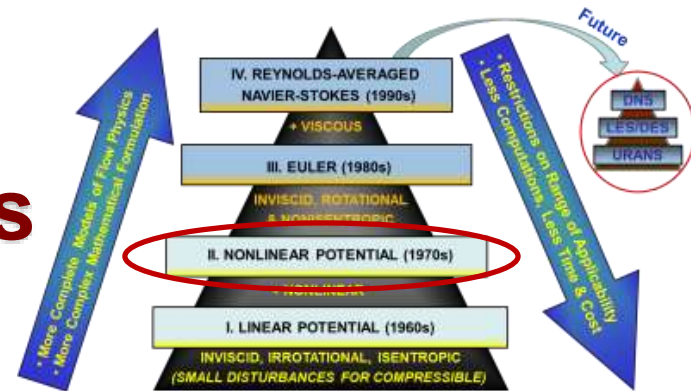 Future
IV. REYNOLDS-AVERAGED
NAVIER-STOKES (1990s)
+ VISCOUS
III. EULER (1980s)
INVISCID, ROTATIONAL
& NONISENTROPIC
II. NONLINEAR POTENTIAL (1970s)
+ NONLINEAR
I. LINEAR POTENTIAL (1960s)
INVISCID, IRROTATIONAL, ISENTROPIC
(SMALL DISTURBANCES FOR COMPRESSIBLE)
• More Complete Models of Flow Physics
• More Complex Mathematical Formulation
• Restrictions on Range of Applicability
• Less Computations, Less Time & Cost
DNS
LES/DES
URANS
s